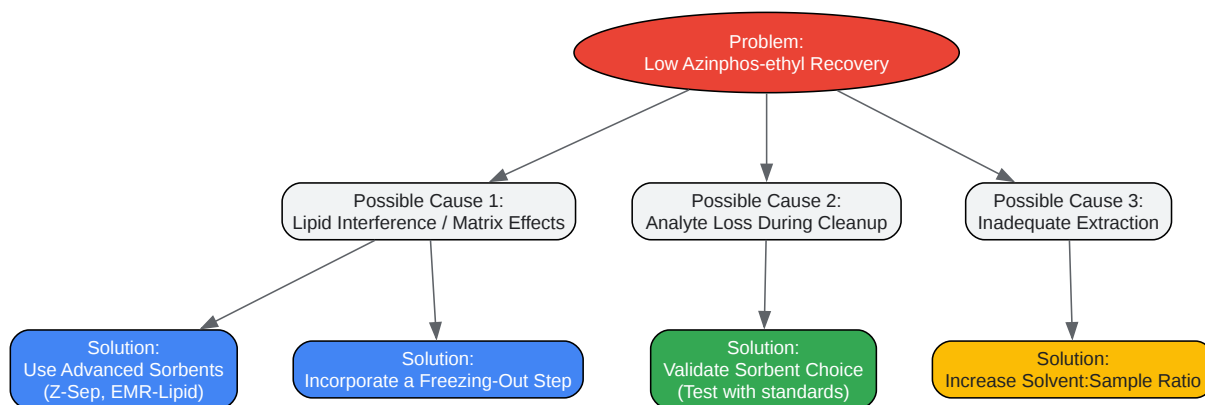 Problem:
Low Azinphos-ethyl Recovery
Possible Cause 1:
Lipid Interference / Matrix Effects
Possible Cause 2:
Analyte Loss During Cleanup
Possible Cause 3:
Inadequate Extraction
Solution:
Use Advanced Sorbents
(Z-Sep, EMR-Lipid)
Solution:
Incorporate a Freezing-Out Step
Solution:
Validate Sorbent Choice
(Test with standards)
Solution:
Increase Solvent:Sample Ratio